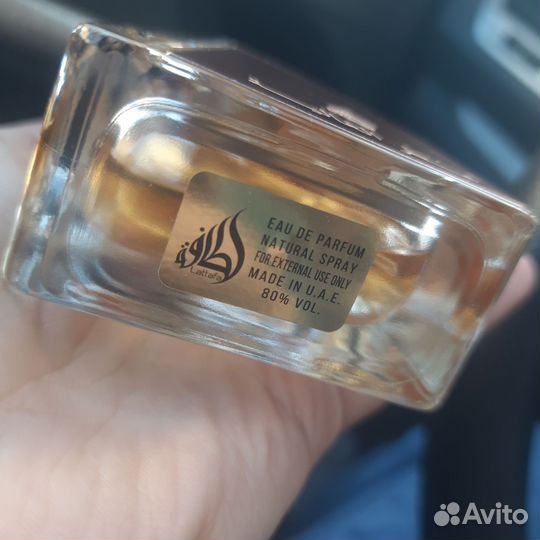 لطافة
Lattafa
EAU DE PARFUM
NATURAL SPRAY
FOR EXTERNAL USE ONLY
MADE IN U.A.E.
80% VOL.
Avito